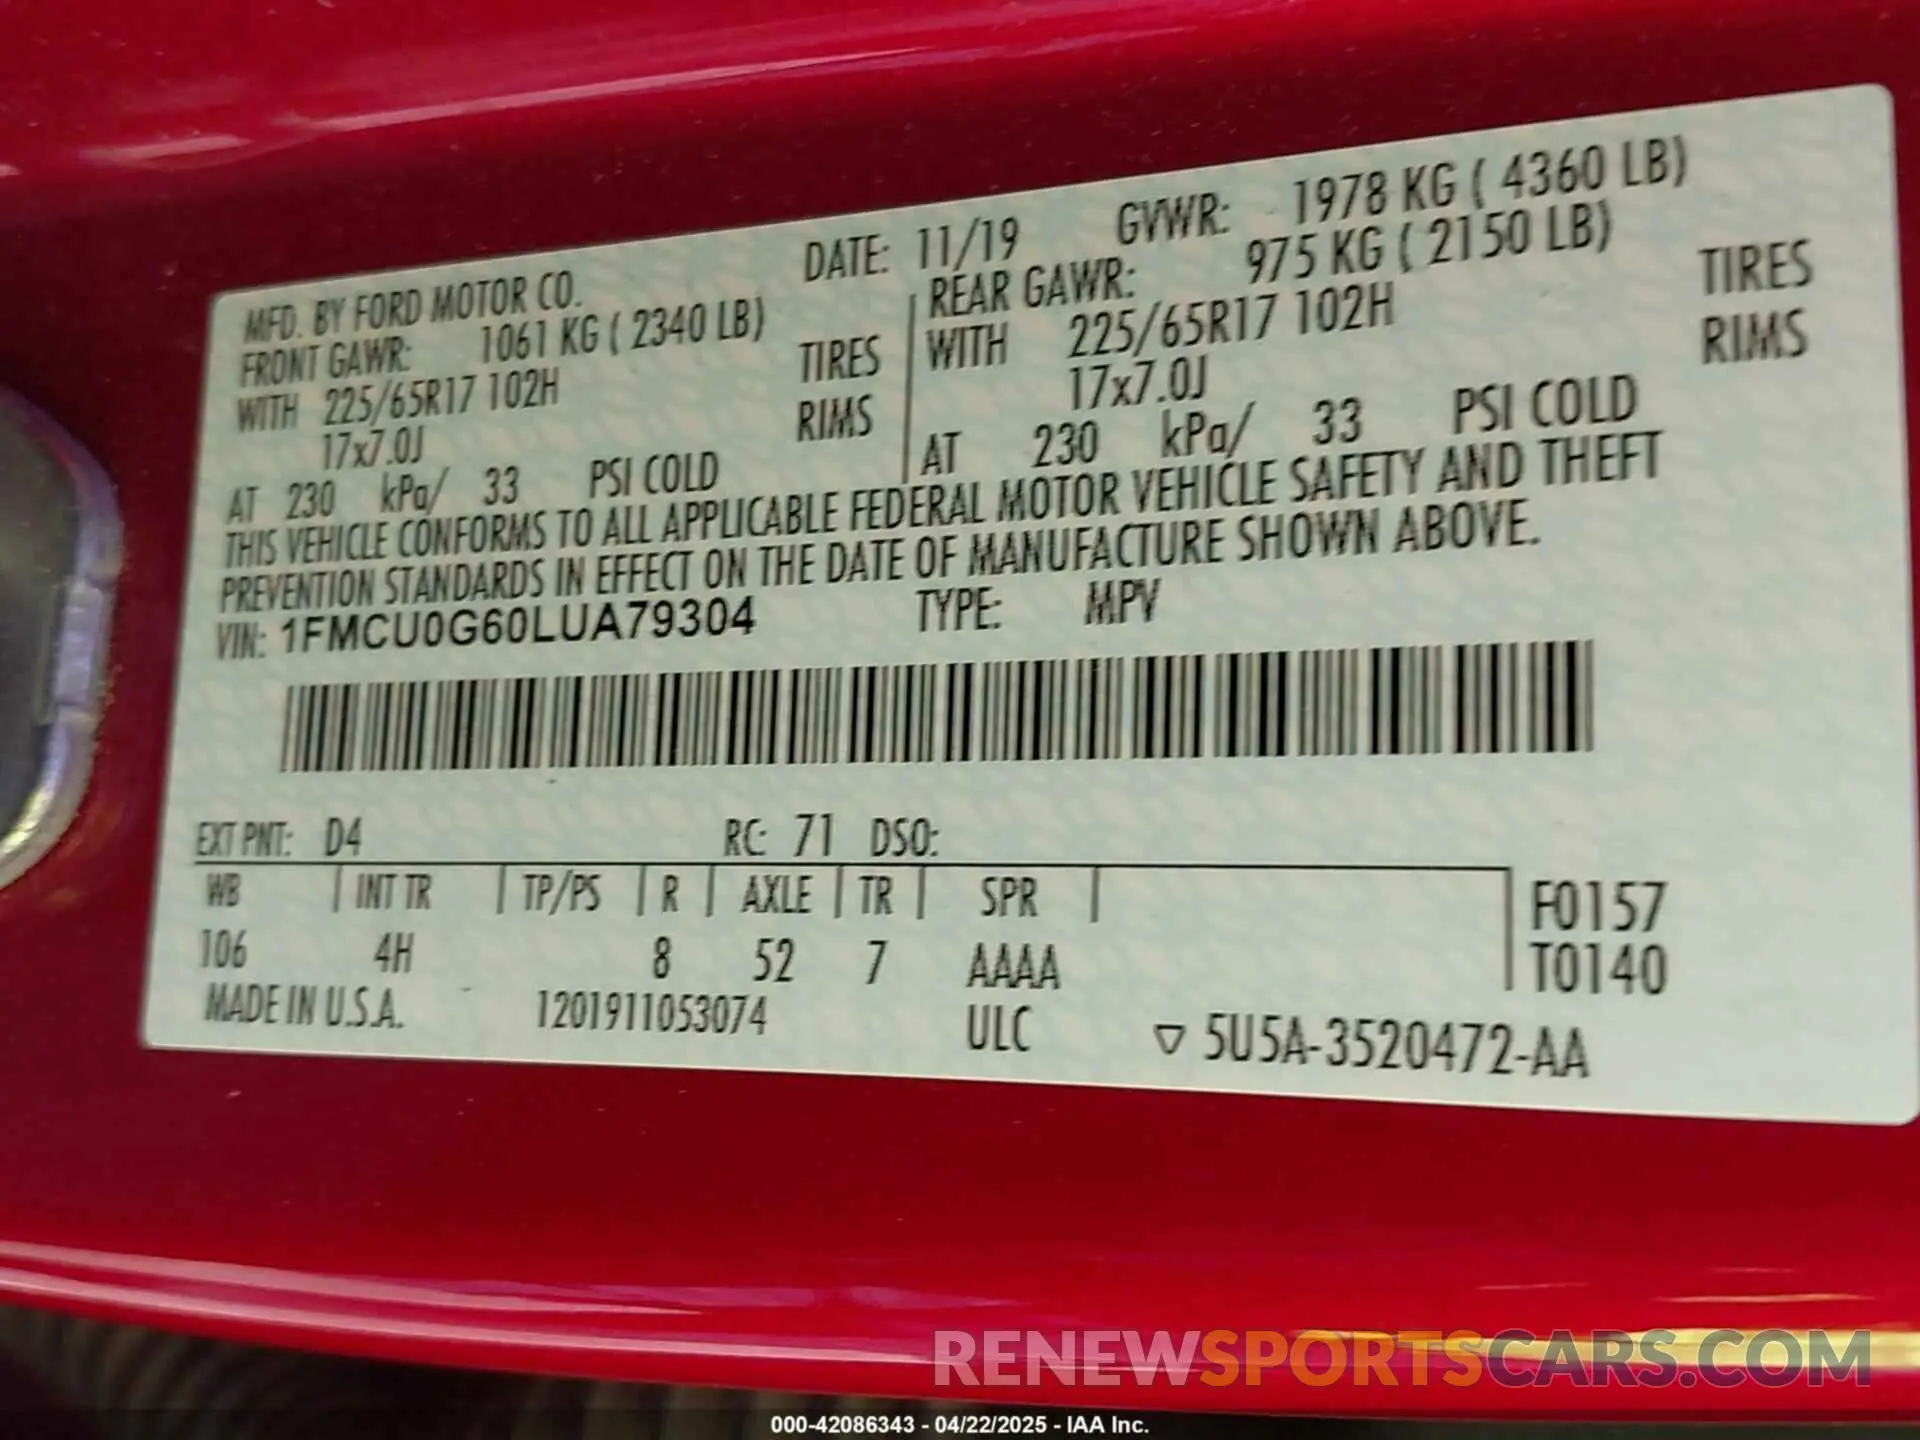 MFD. BY FORD MOTOR CO.
DATE: 11/19 GVWR: 1978 KG ( 4360 LB)
FRONT GAWR: 1061 KG ( 2340 LB)
WITH 225/65R17 102H TIRES
17x7.0J RIMS
AT 230 kPa/ 33 PSI COLD
REAR GAWR: 975 KG ( 2150 LB)
WITH 225/65R17 102H TIRES
17x7.0J RIMS
AT 230 kPa/ 33 PSI COLD
THIS VEHICLE CONFORMS TO ALL APPLICABLE FEDERAL MOTOR VEHICLE SAFETY AND THEFT
PREVENTION STANDARDS IN EFFECT ON THE DATE OF MANUFACTURE SHOWN ABOVE.
VIN: 1FMCU0G60LUA79304 TYPE: MPV
EXT PNT: D4 RC: 71 DSO:
WB | INT TR | TP/PS | R | AXLE | TR | SPR |
F0157
106 4H 8 52 7 AAAA
T0140
MADE IN U.S.A. 1201911053074 ULC ▽ 5U5A-3520472-AA
RENEWSPORTSCARS.COM
000-42086343 - 04/22/2025 - IAA Inc.